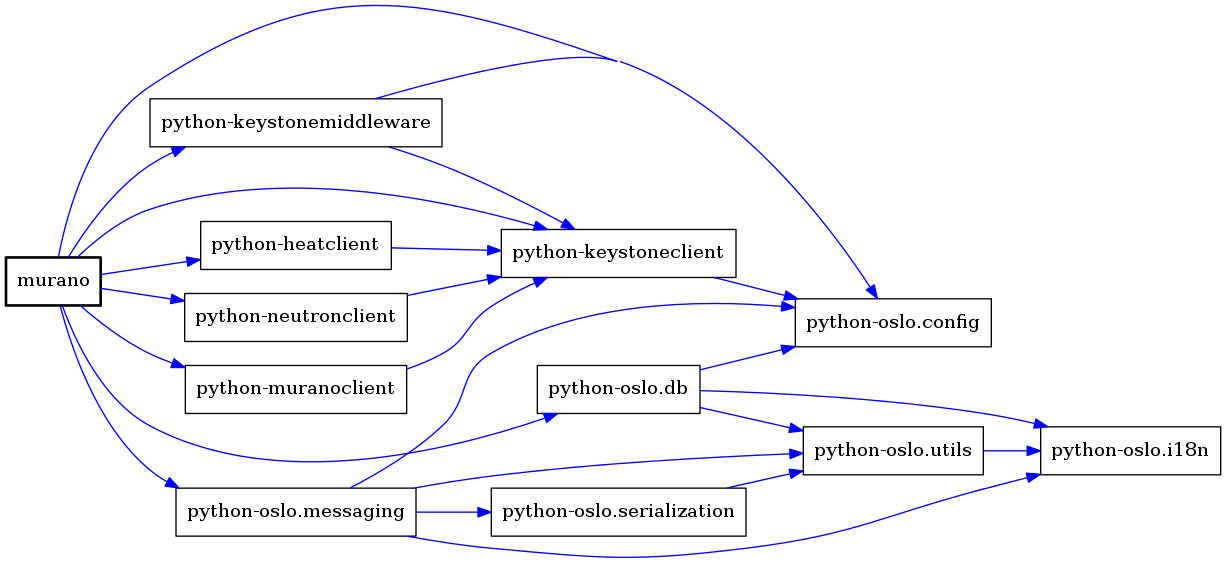 python-keystonemiddleware
python-heatclient
python-keystoneclient
murano
python-neutronclient
python-oslo.config
python-muranoclient
python-oslo.db
python-oslo.utils
python-oslo.i18n
python-oslo.messaging
python-oslo.serialization